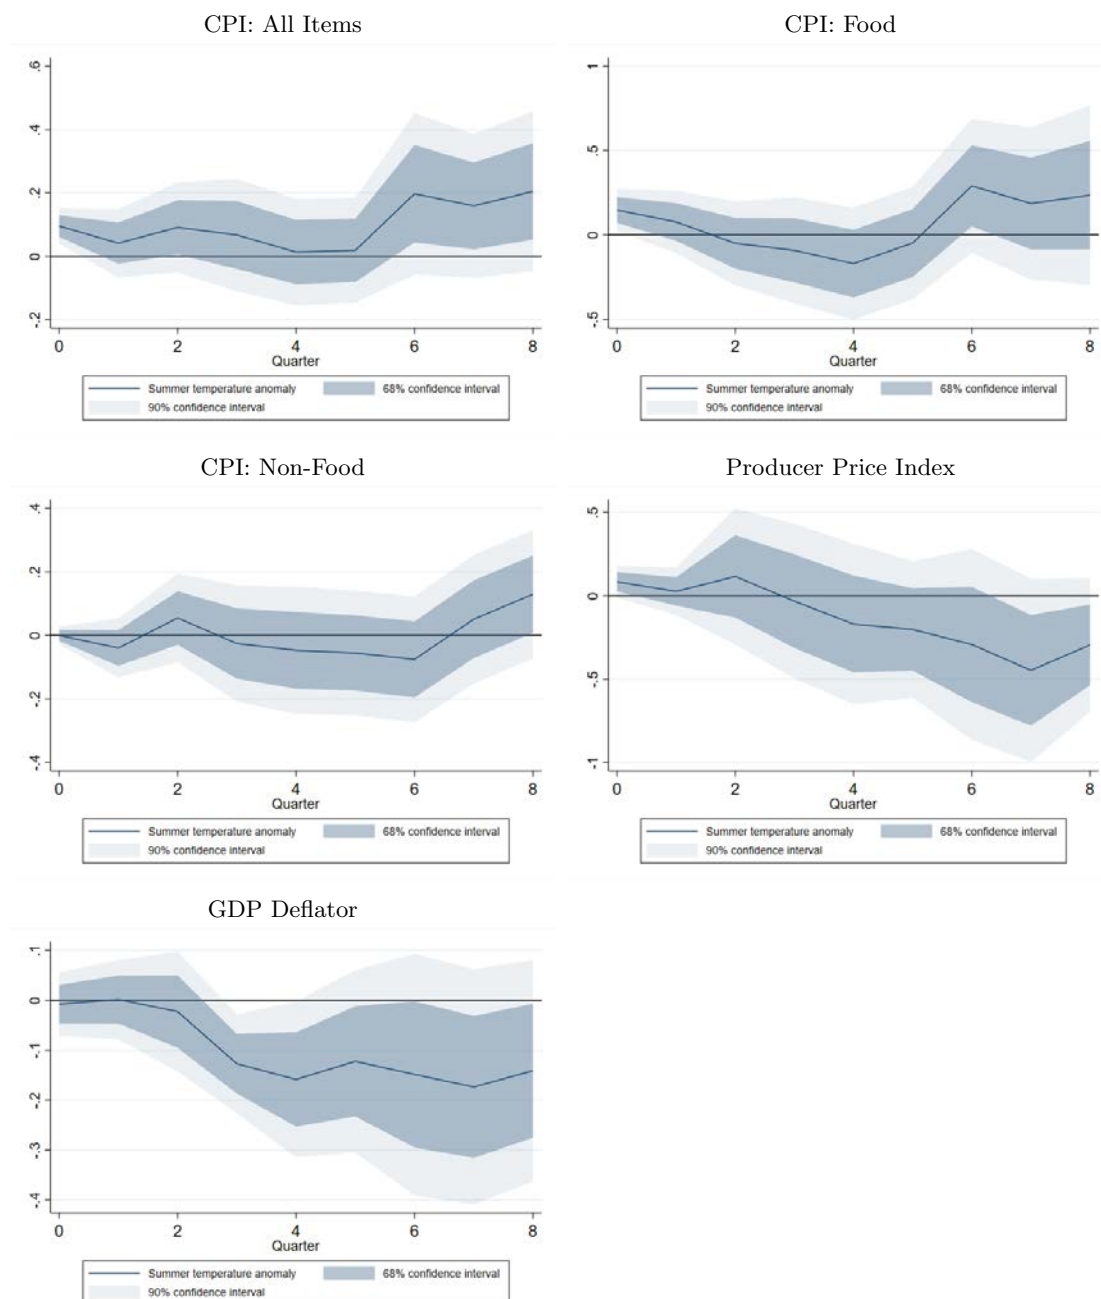 CPI: All Items
.6
.4
.2
0
-.2
0 2 4 6 8
Quarter
Summer temperature anomaly 68% confidence interval
90% confidence interval
CPI: Food
1
.5
0
-.5
0 2 4 6 8
Quarter
Summer temperature anomaly 68% confidence interval
90% confidence interval
CPI: Non-Food
.4
.2
0
-.2
-.4
0 2 4 6 8
Quarter
Summer temperature anomaly 68% confidence interval
90% confidence interval
Producer Price Index
.5
0
-.5
-1
0 2 4 6 8
Quarter
Summer temperature anomaly 68% confidence interval
90% confidence interval
GDP Deflator
.1
0
-.1
-.2
-.3
-.4
0 2 4 6 8
Quarter
Summer temperature anomaly 68% confidence interval
90% confidence interval